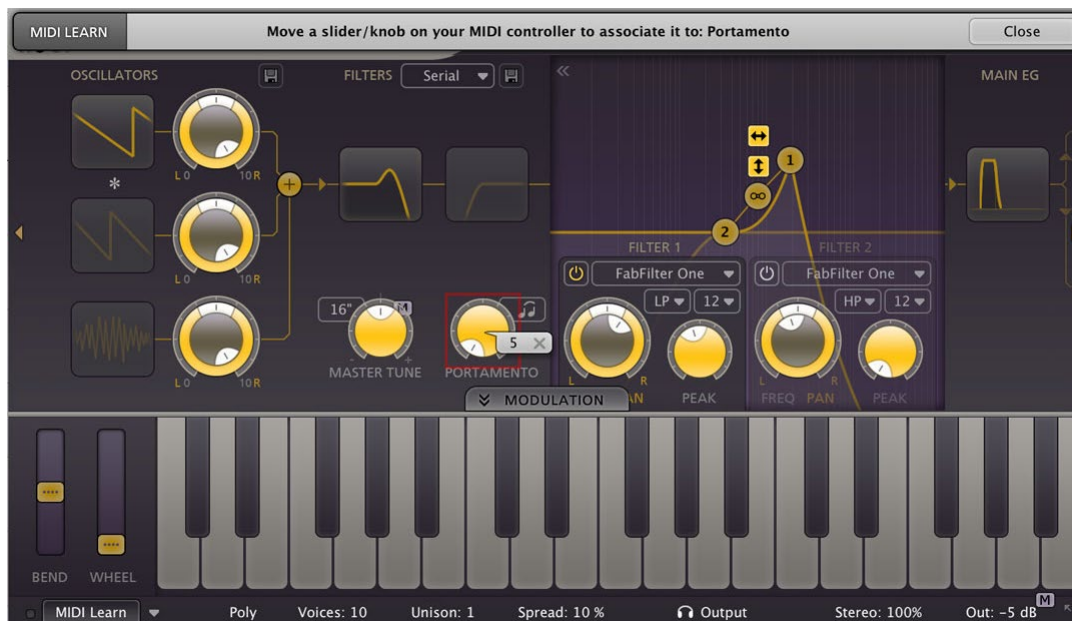 MIDI LEARN
Move a slider/knob on your MIDI controller to associate it to: Portamento
Close
OSCILLATORS
FILTERS
Serial
MAIN EG
L 0 10 R
L 0 10 R
L 0 10 R
1
2
FILTER 1
FILTER 2
FabFilter One
FabFilter One
LP
12
HP
12
16"
M
5
L R
L R
MASTER TUNE
PORTAMENTO
PEAK
FREQ PAN
PEAK
MODULATION
BEND
WHEEL
MIDI Learn
Poly
Voices: 10
Unison: 1
Spread: 10 %
Output
Stereo: 100%
Out: -5 dB
M